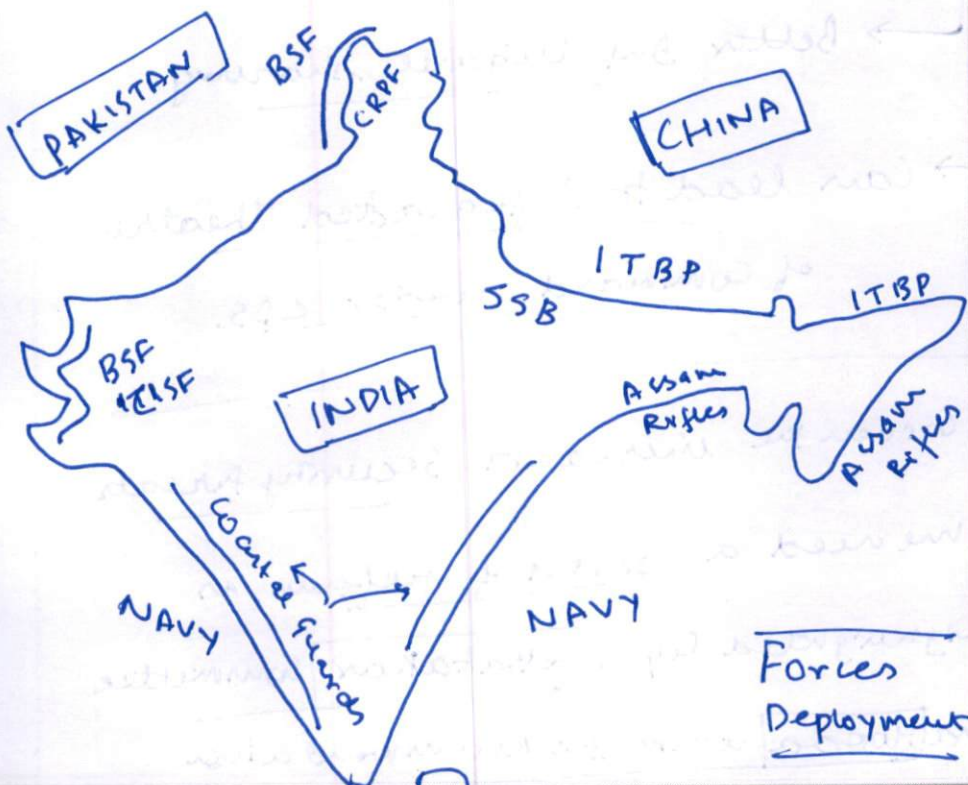 PAKISTAN
BSF
CRPF
CHINA
ITBP
SSB
ITBP
BSF
CISF
INDIA
Assam
Rifles
Assam
Rifles
Coastal guards
NAVY
NAVY
Forces
Deployment